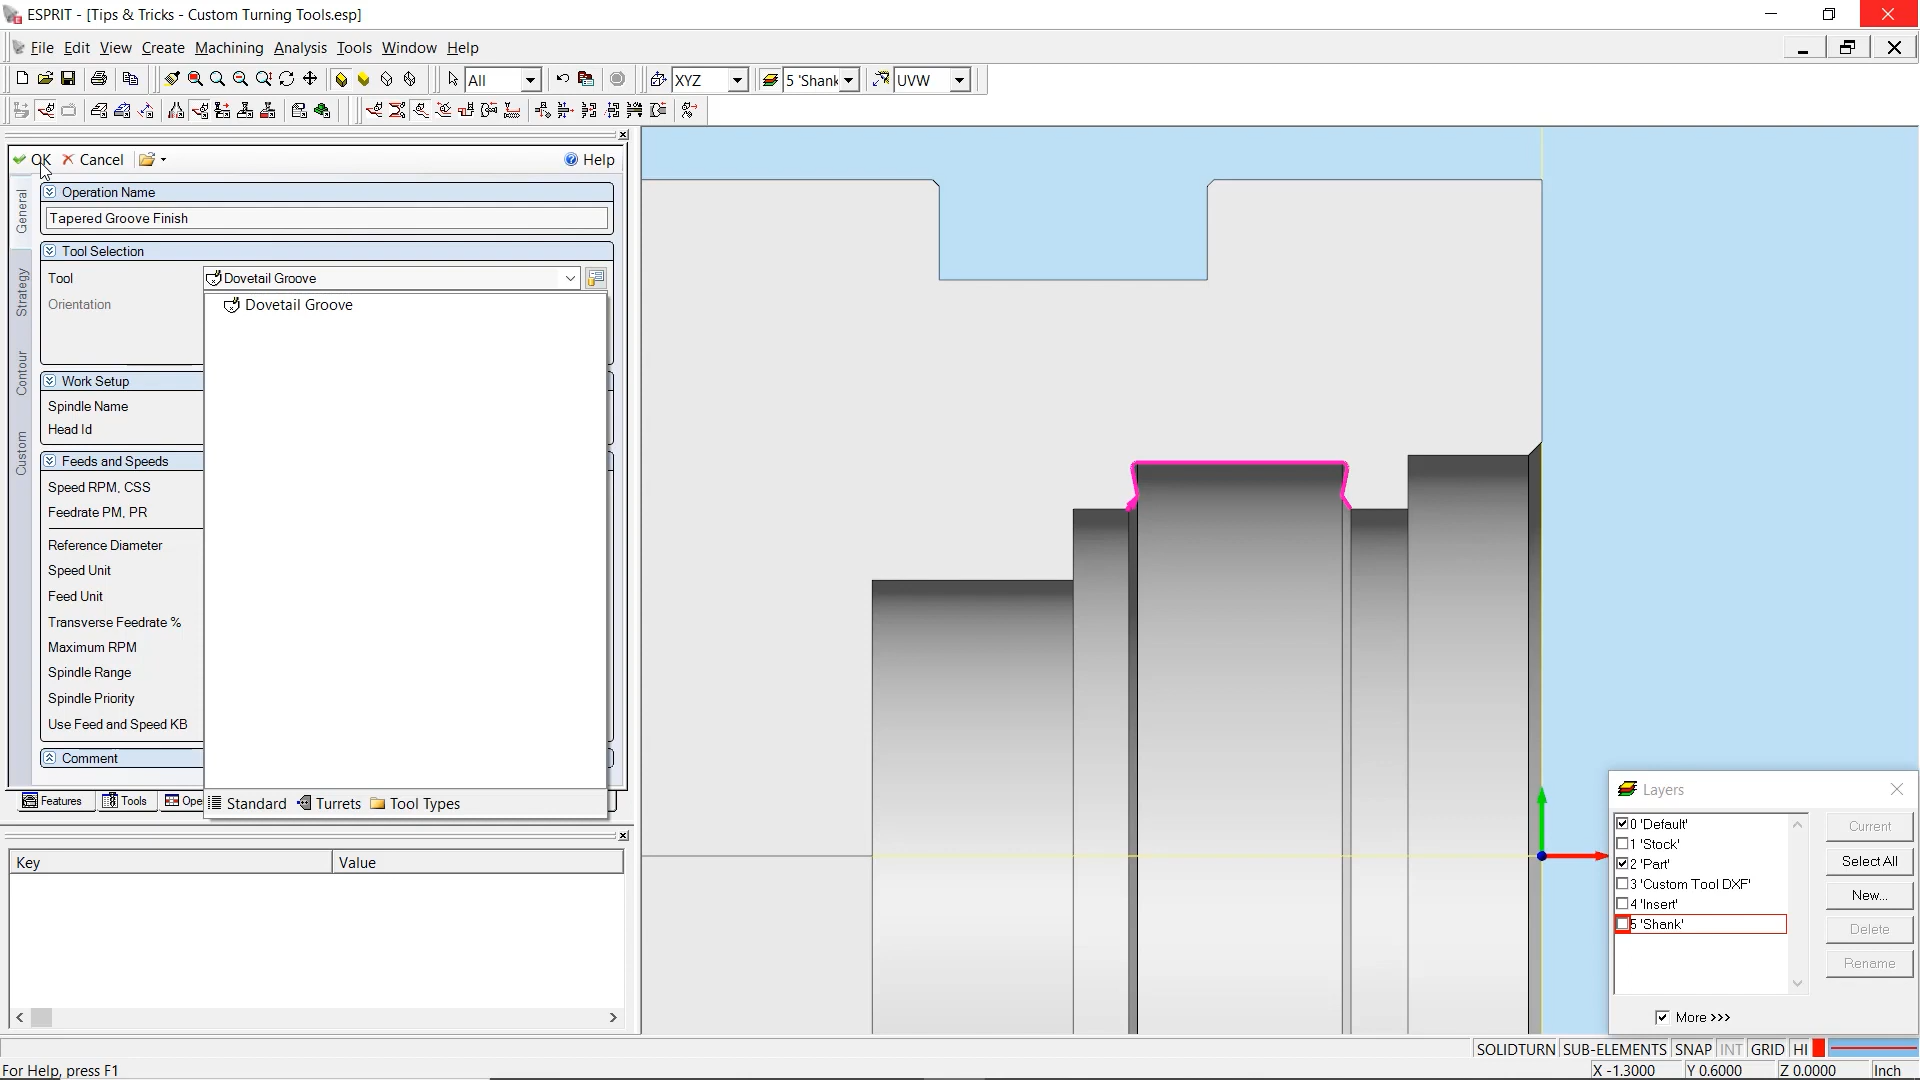 ESPRIT - [Tips & Tricks - Custom Turning Tools.esp]
File Edit View Create Machining Analysis Tools Window Help
All XYZ 5 'Shank UVW
OK Cancel Help
General
Strategy
Contour
Custom
Operation Name
Tapered Groove Finish
Tool Selection
Tool Dovetail Groove
Orientation Dovetail Groove
Work Setup
Spindle Name
Head Id
Feeds and Speeds
Speed RPM, CSS
Feedrate PM, PR
Reference Diameter
Speed Unit
Feed Unit
Transverse Feedrate %
Maximum RPM
Spindle Range
Spindle Priority
Use Feed and Speed KB
Comment
Features Tools Ope Standard Turrets Tool Types
Key Value
Layers
0 'Default' Current
1 'Stock'
2 'Part' Select All
3 'Custom Tool DXF'
4 'Insert' New...
5 'Shank' Delete
Rename
More >>>
SOLIDTURN SUB-ELEMENTS SNAP INT GRID HI
For Help, press F1 X -1.3000 Y 0.6000 Z 0.0000 Inch